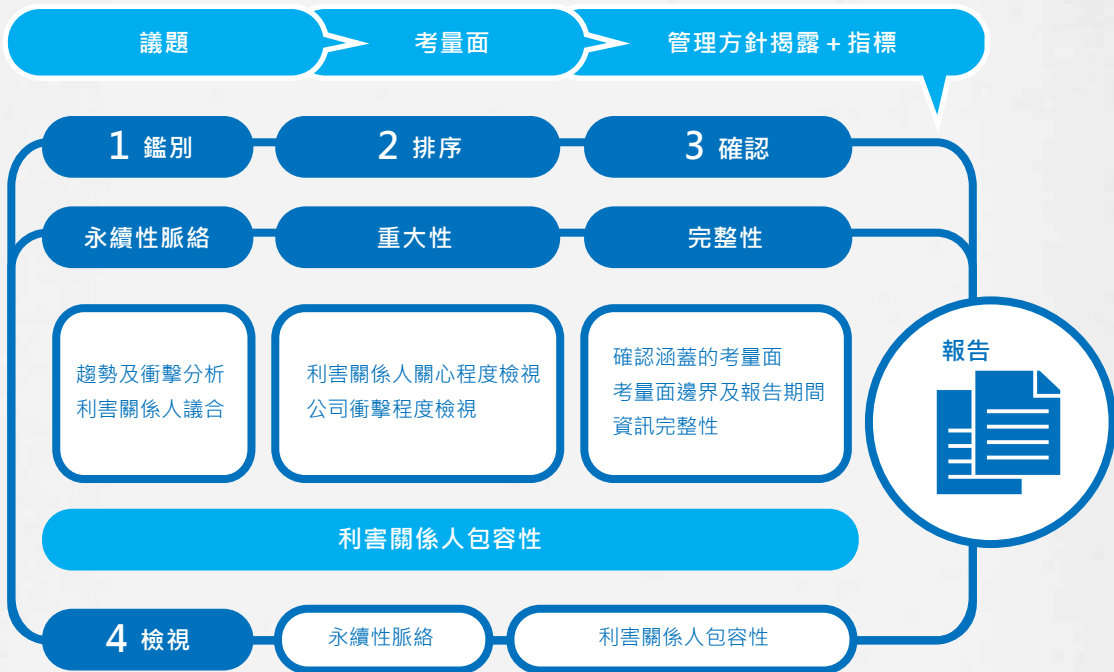 議題
考量面
管理方針揭露+指標
1 鑑別
2 排序
3 確認
永續性脈絡
重大性
完整性
趨勢及衝擊分析
利害關係人議合
利害關係人關心程度檢視
公司衝擊程度檢視
確認涵蓋的考量面
考量面邊界及報告期間
資訊完整性
報告
利害關係人包容性
4 檢視
永續性脈絡
利害關係人包容性